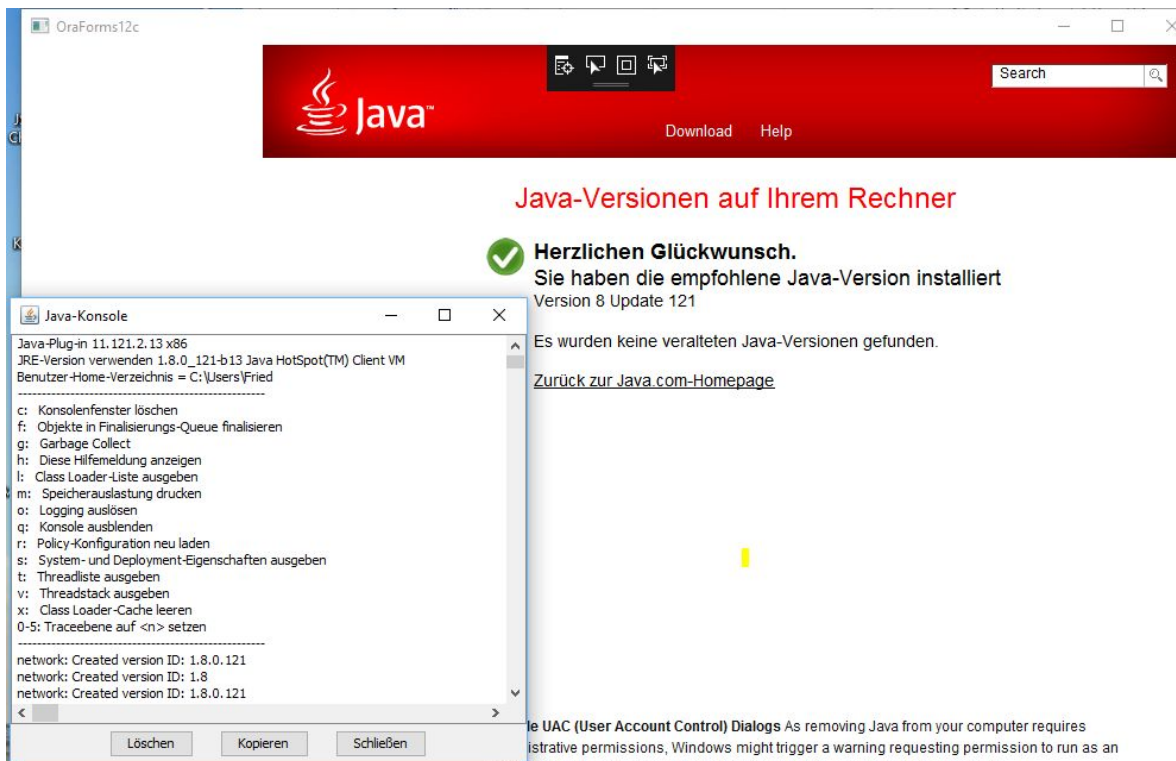 OraForms12c
Java™
Search
Download Help
Java-Versionen auf Ihrem Rechner
Herzlichen Glückwunsch.
Sie haben die empfohlene Java-Version installiert
Version 8 Update 121
Es wurden keine veralteten Java-Versionen gefunden.
Zurück zur Java.com-Homepage
Java-Konsole
Java-Plug-in 11.121.2.13 x86
JRE-Version verwenden 1.8.0_121-b13 Java HotSpot(TM) Client VM
Benutzer-Home-Verzeichnis = C:\Users\Fried
----------------------------------------------------
c: Konsolenfenster löschen
f: Objekte in Finalisierungs-Queue finalisieren
g: Garbage Collect
h: Diese Hilfemeldung anzeigen
l: Class Loader-Liste ausgeben
m: Speicherauslastung drucken
o: Logging auslösen
q: Konsole ausblenden
r: Policy-Konfiguration neu laden
s: System- und Deployment-Eigenschaften ausgeben
t: Threadliste ausgeben
v: Threadstack ausgeben
x: Class Loader-Cache leeren
0-5: Traceebene auf <n> setzen
----------------------------------------------------
network: Created version ID: 1.8.0.121
network: Created version ID: 1.8
network: Created version ID: 1.8.0.121
Löschen Kopieren Schließen
le UAC (User Account Control) Dialogs As removing Java from your computer requires
istrative permissions, Windows might trigger a warning requesting permission to run as an